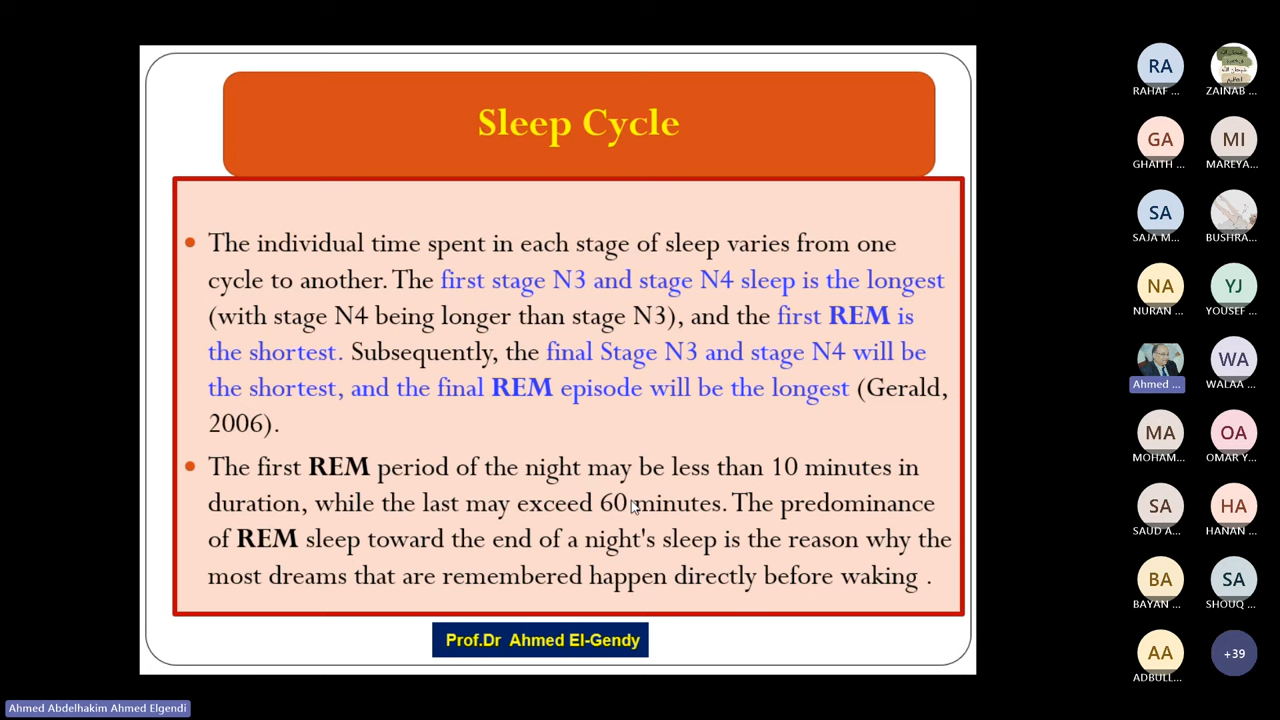 Sleep Cycle
• The individual time spent in each stage of sleep varies from one
cycle to another. The first stage N3 and stage N4 sleep is the longest
(with stage N4 being longer than stage N3), and the first REM is
the shortest. Subsequently, the final Stage N3 and stage N4 will be
the shortest, and the final REM episode will be the longest (Gerald,
2006).
• The first REM period of the night may be less than 10 minutes in
duration, while the last may exceed 60 minutes. The predominance
of REM sleep toward the end of a night's sleep is the reason why the
most dreams that are remembered happen directly before waking .
Prof.Dr Ahmed El-Gendy
Ahmed Abdelhakim Ahmed Elgendi
RA
RAHAF ...
ZAINAB ...
GA
GHAITH ...
MI
MAREYA...
SA
SAJA M...
BUSHRA...
NA
NURAN ...
YJ
YOUSEF ...
Ahmed ...
WA
WALAA ...
MA
MOHAM...
OA
OMAR Y...
SA
SAUD A...
HA
HANAN ...
BA
BAYAN ...
SA
SHOUQ ...
AA
ADBULL...
+39